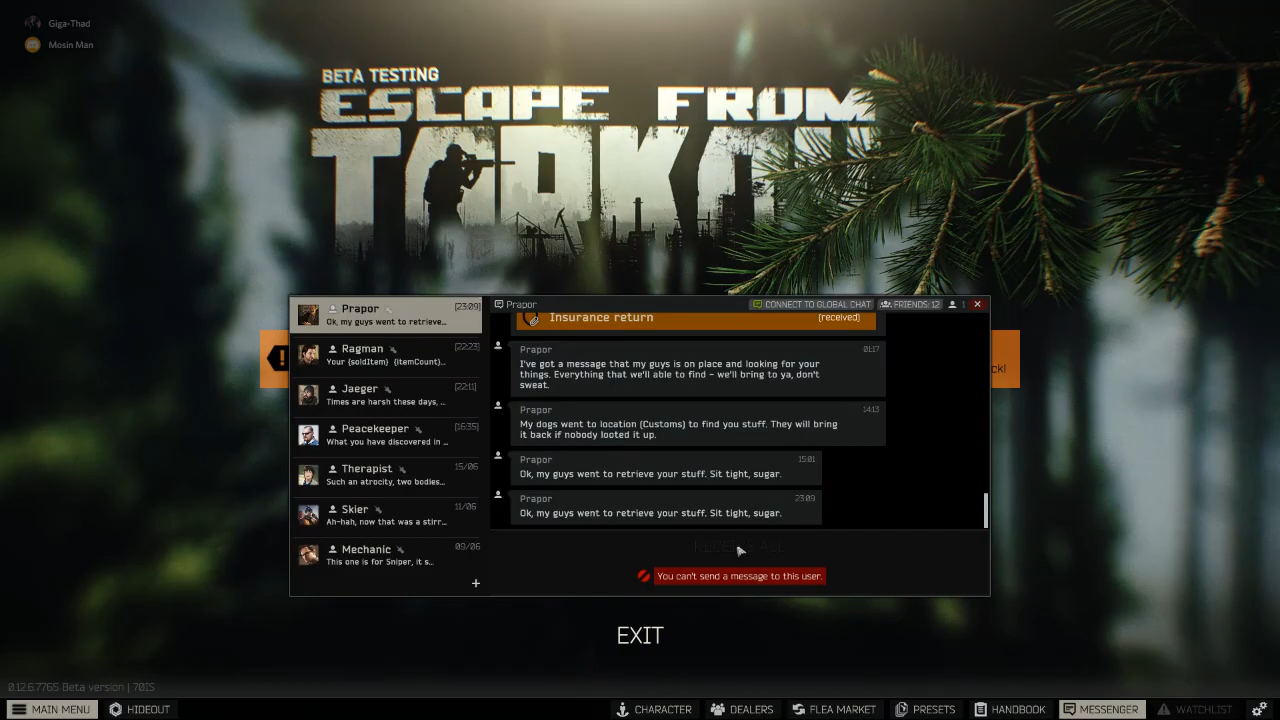 Giga-Thad
Mosin Man
BETA TESTING
ESCAPE FROM
TARKOV
Prapor
[23:09]
Ok, my guys went to retrieve...
Ragman
[22:23]
Your {soldItem} {itemCount}...
Jaeger
[22:11]
Times are harsh these days, ...
Peacekeeper
[16:35]
What you have discovered in ...
Therapist
15/06
Such an atrocity, two bodies...
Skier
11/06
Ah-hah, now that was a stirr...
Mechanic
09/06
This one is for Sniper, it s...
+
Prapor
CONNECT TO GLOBAL CHAT
FRIENDS: 12
1
Insurance return
(received)
Prapor
01:17
I've got a message that my guys is on place and looking for your
things. Everything that we'll able to find – we'll bring to ya, don't
sweat.
Prapor
14:13
My dogs went to location (Customs) to find you stuff. They will bring
it back if nobody looted it up.
Prapor
15:01
Ok, my guys went to retrieve your stuff. Sit tight, sugar.
Prapor
23:09
Ok, my guys went to retrieve your stuff. Sit tight, sugar.
RECEIVE ALL
You can't send a message to this user.
ck!
EXIT
0.12.6.7765 Beta version | 70IS
MAIN MENU
HIDEOUT
CHARACTER
DEALERS
FLEA MARKET
PRESETS
HANDBOOK
MESSENGER
WATCHLIST